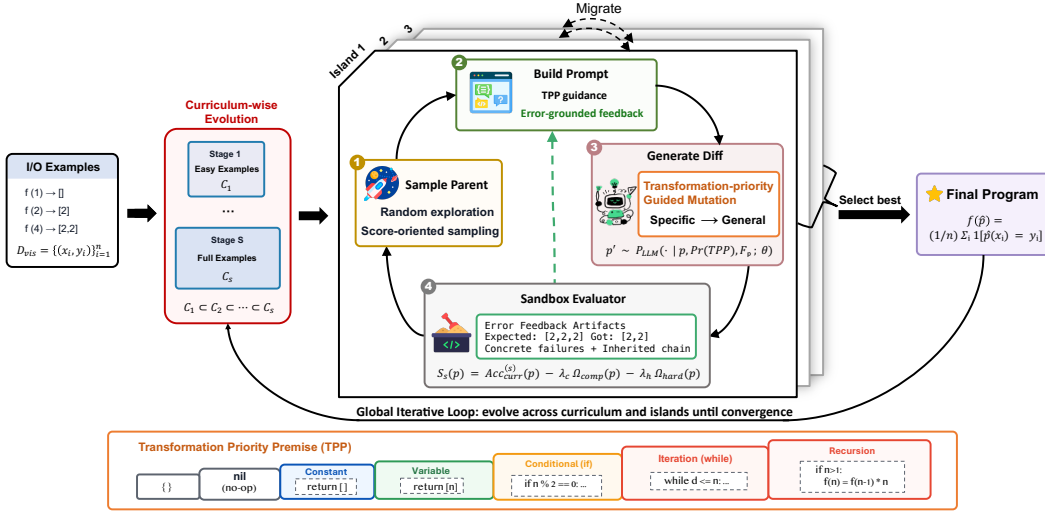 Migrate
Island 1
2
3
I/O Examples
f (1) → []
f (2) → [2]
f (4) → [2,2]
D_vis = {(x_i, y_i)}_{i=1}^n
Curriculum-wise
Evolution
Stage 1
Easy Examples
C_1
...
Stage S
Full Examples
C_s
C_1 ⊂ C_2 ⊂ ⋯ ⊂ C_s
1
Sample Parent
Random exploration
Score-oriented sampling
2
Build Prompt
TPP guidance
Error-grounded feedback
3
Generate Diff
Transformation-priority
Guided Mutation
Specific → General
p′ ~ P_LLM(· | p, Pr(TPP), F_p ; θ)
4
Sandbox Evaluator
</>
Error Feedback Artifacts
Expected: [2,2,2] Got: [2,2]
Concrete failures + Inherited chain
S_s(p) = Acc_curr^(s)(p) − λ_c Ω_comp(p) − λ_h Ω_hard(p)
Select best
Final Program
f(p̂) =
(1/n) Σ_i 1[p̂(x_i) = y_i]
Global Iterative Loop: evolve across curriculum and islands until convergence
Transformation Priority Premise (TPP)
{ }
nil
(no-op)
Constant
return [ ]
Variable
return [n]
Conditional (if)
if n % 2 == 0: ...
Iteration (while)
while d <= n: ...
Recursion
if n>1:
f(n) = f(n-1) * n